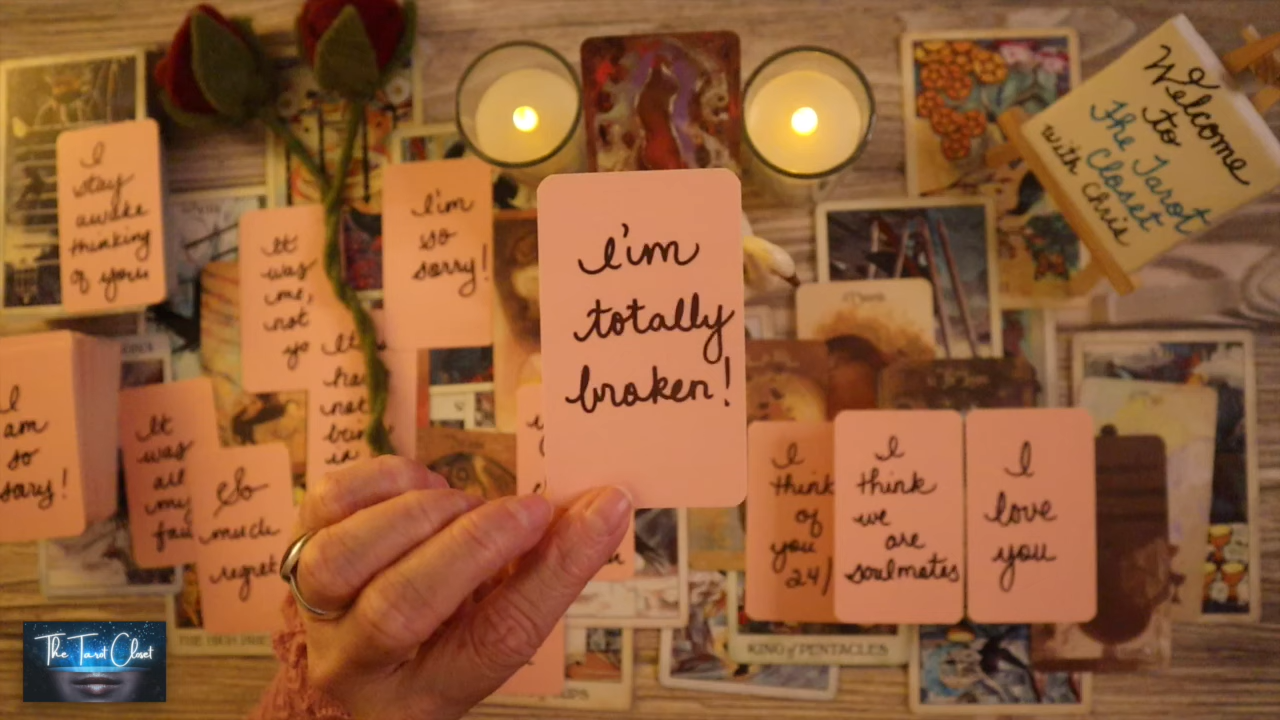 I
stay
awake
thinking
of you!
It
was
me,
not
I'm
so
sorry!
I'm
totally
broken!
Welcome
to
The Tarot
Closet
with Chris
I
am
so
sorry!
It
was
all
my
So
much
regret
not
I
think
of
you
24/
I
think
we
are
soulmates
I
love
you
KING of PENTACLES
The Tarot Closet